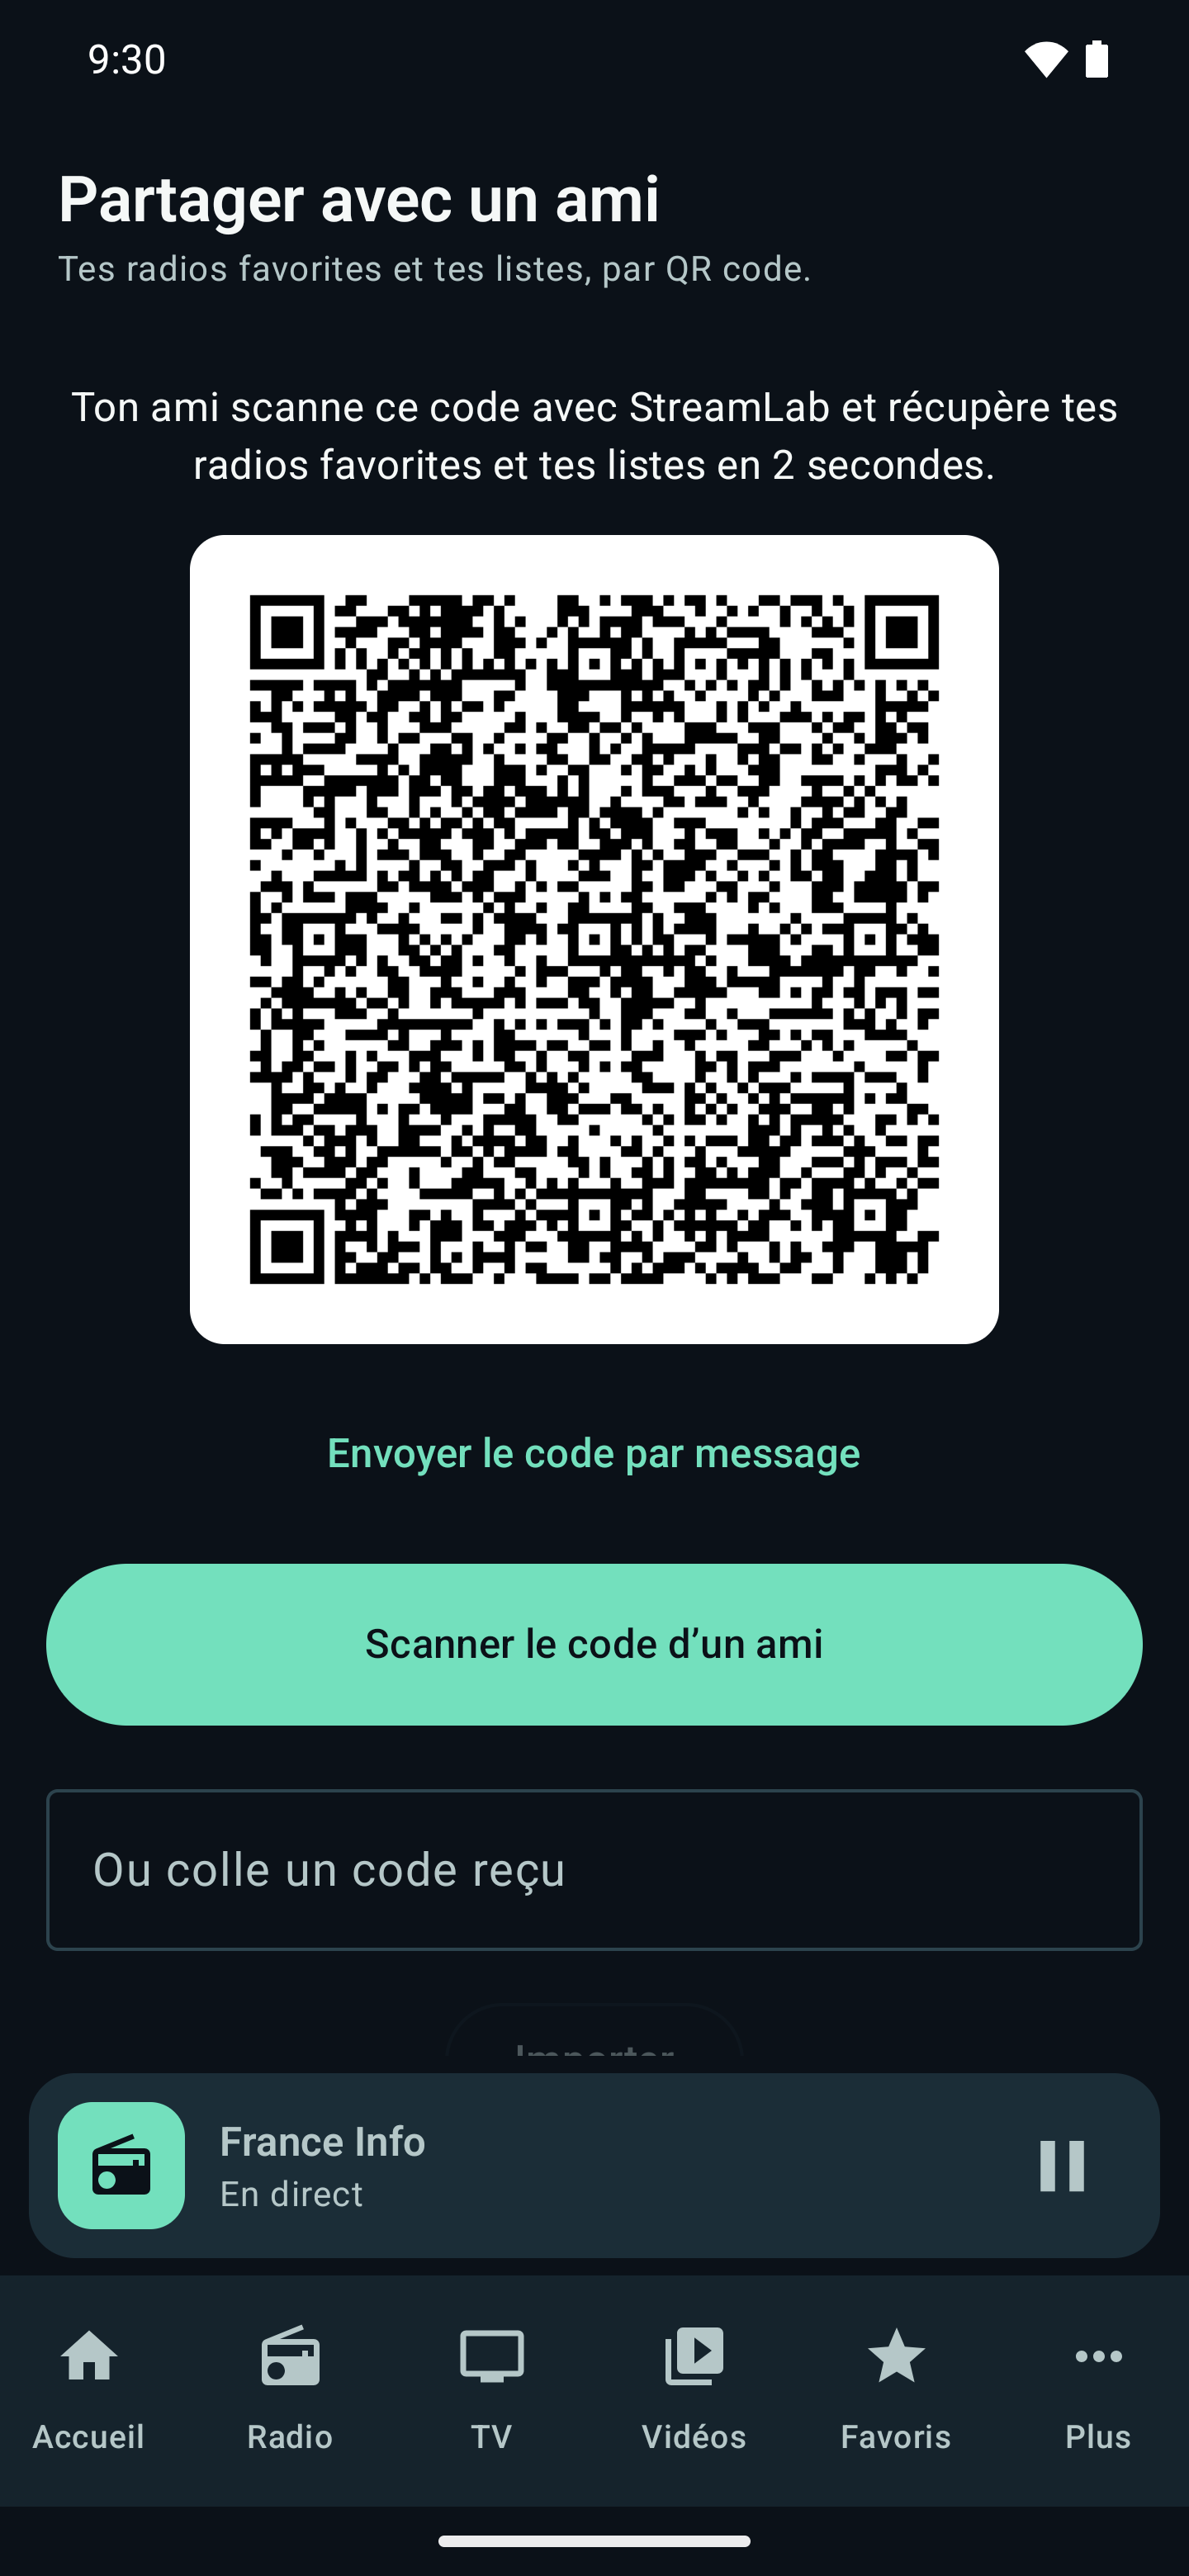 9:30
Partager avec un ami
Tes radios favorites et tes listes, par QR code.
Ton ami scanne ce code avec StreamLab et récupère tes
radios favorites et tes listes en 2 secondes.
Envoyer le code par message
Scanner le code d’un ami
Ou colle un code reçu
Importer
France Info
En direct
Accueil
Radio
TV
Vidéos
Favoris
Plus